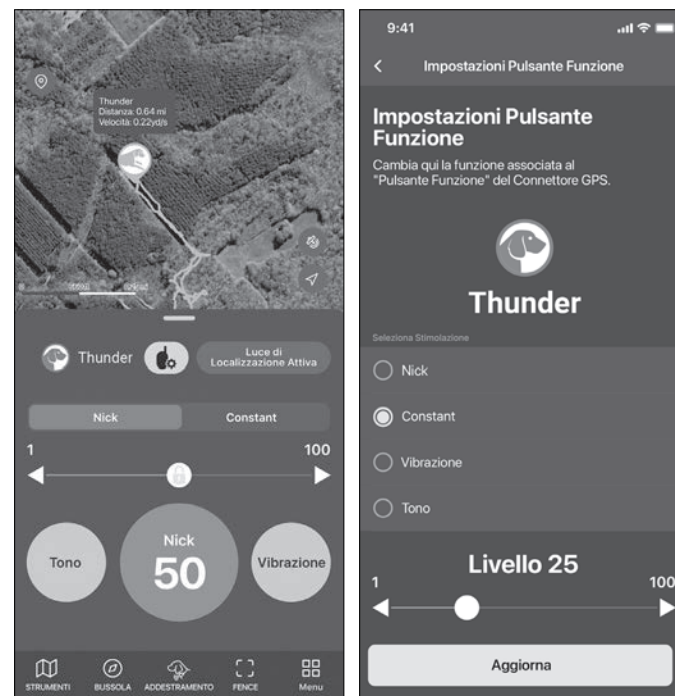 Thunder
Distanza: 0.64 mi
Velocità: 0.22yd/s
Thunder
Luce di
Localizzazione Attiva
Nick
Constant
1
100
Tono
Nick
50
Vibrazione
STRUMENTI
BUSSOLA
ADDESTRAMENTO
FENCE
Menu
9:41
Impostazioni Pulsante Funzione
Impostazioni Pulsante
Funzione
Cambia qui la funzione associata al
"Pulsante Funzione" del Connettore GPS.
Thunder
Seleziona Stimolazione
Nick
Constant
Vibrazione
Tono
Livello 25
1
100
Aggiorna